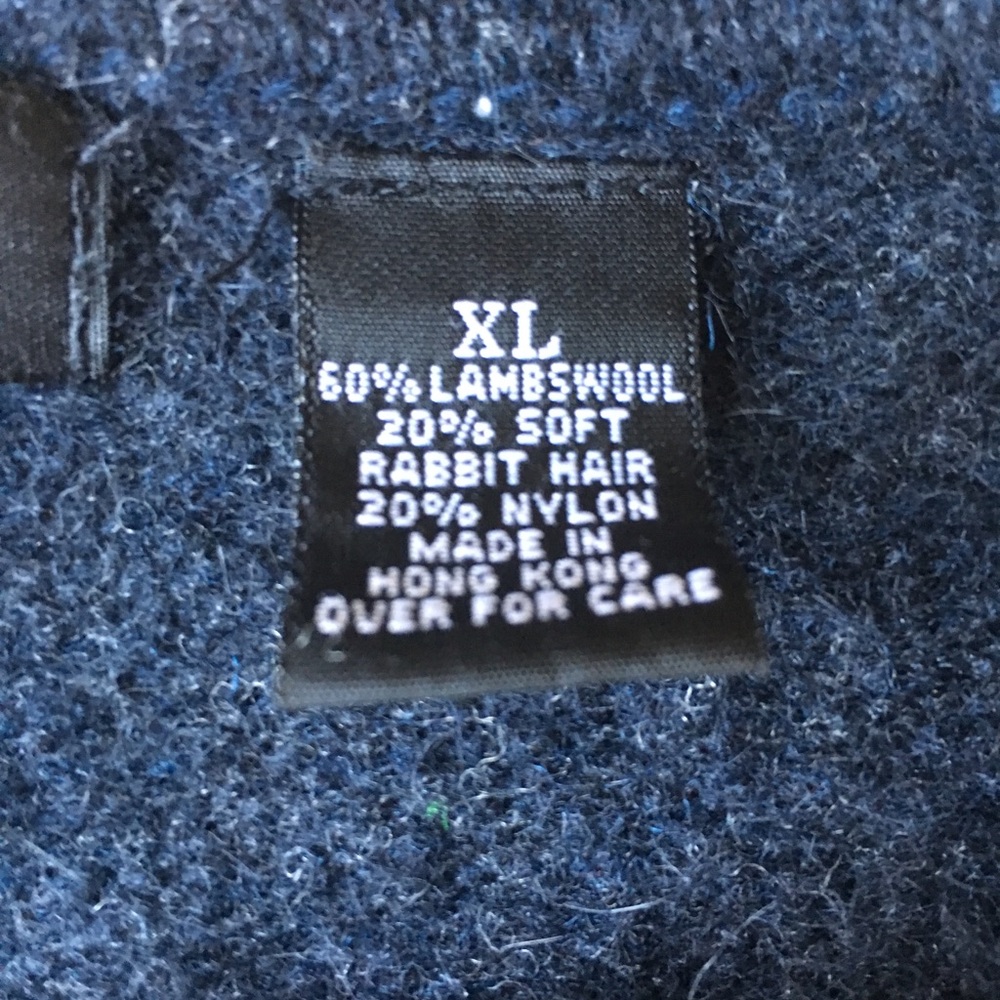 XL
60% LAMBSWOOL
20% SOFT
RABBIT HAIR
20% NYLON
MADE IN
HONG KONG
OVER FOR CARE